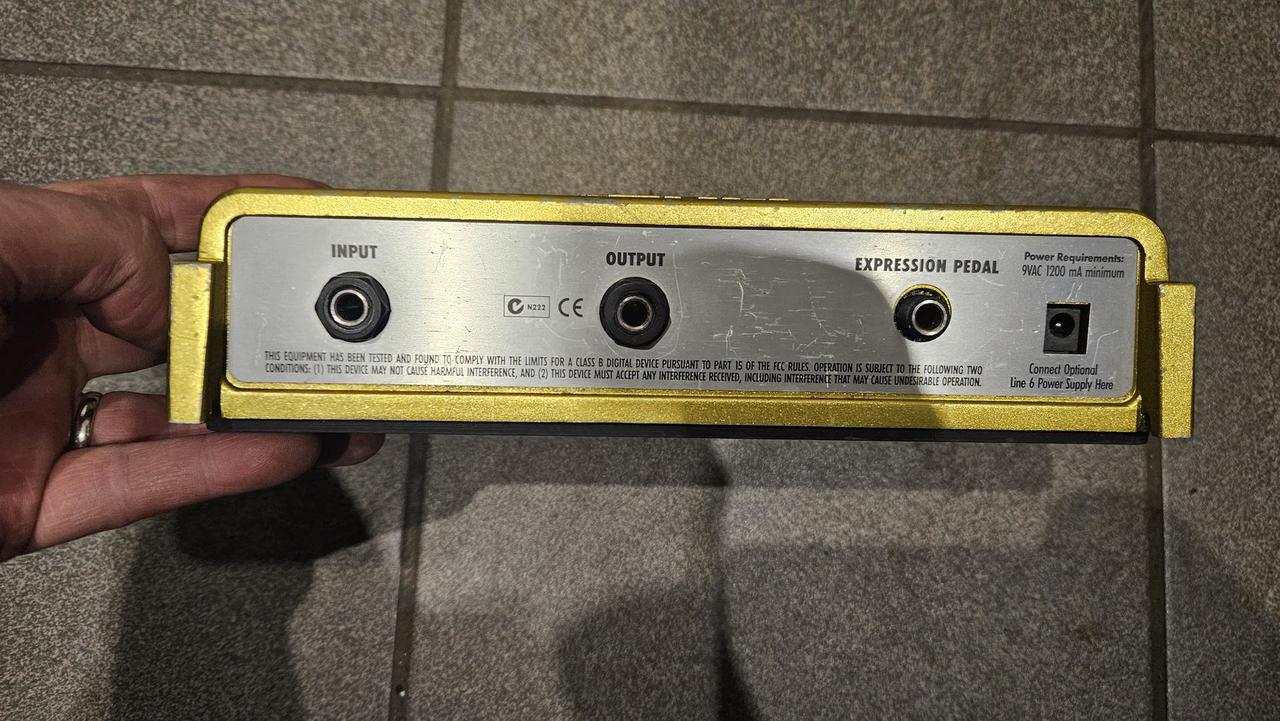 INPUT
OUTPUT
EXPRESSION PEDAL
Power Requirements:
9VAC 1200 mA minimum
N222 CE
THIS EQUIPMENT HAS BEEN TESTED AND FOUND TO COMPLY WITH THE LIMITS FOR A CLASS B DIGITAL DEVICE PURSUANT TO PART 15 OF THE FCC RULES. OPERATION IS SUBJECT TO THE FOLLOWING TWO
CONDITIONS: (1) THIS DEVICE MAY NOT CAUSE HARMFUL INTERFERENCE, AND (2) THIS DEVICE MUST ACCEPT ANY INTERFERENCE RECEIVED, INCLUDING INTERFERENCE THAT MAY CAUSE UNDESIRABLE OPERATION.
Connect Optional
Line 6 Power Supply Here